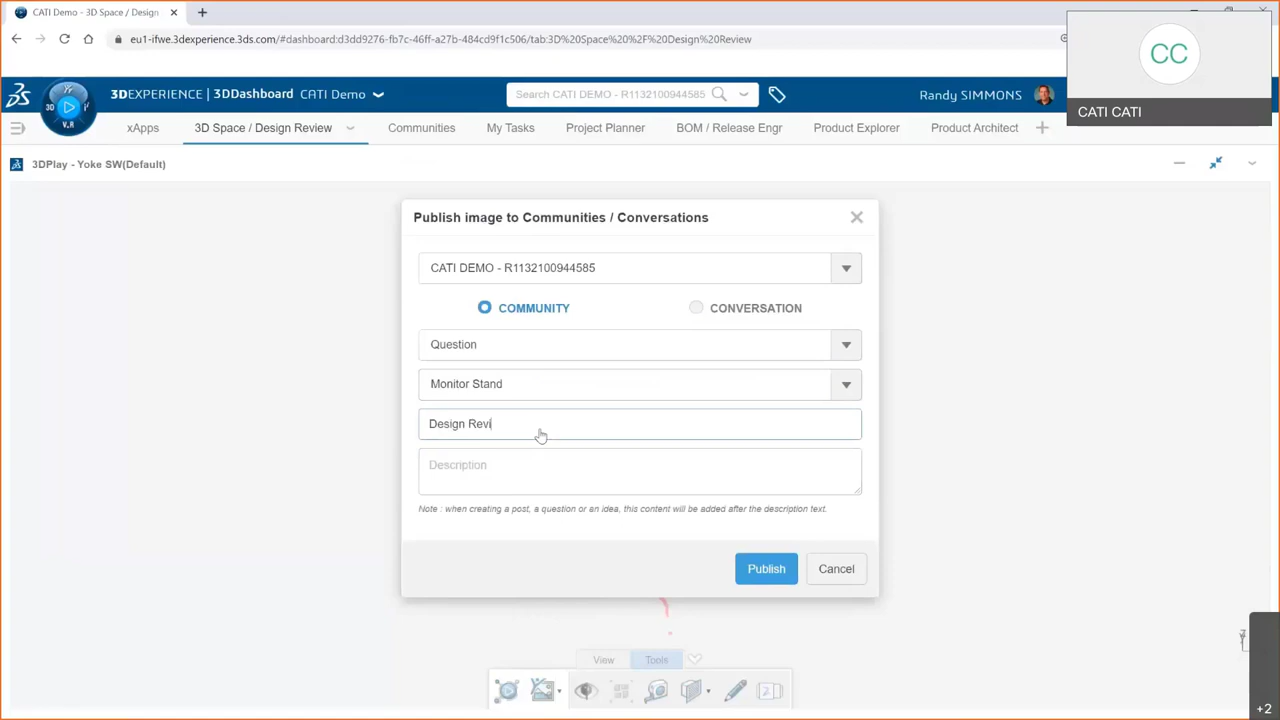 CATI Demo - 3D Space / Design
eu1-ifwe.3dexperience.3ds.com/#dashboard:d3dd9276-fb7c-46ff-a27b-484cd9f1c506/tab:3D%20Space%20%2F%20Design%20Review
CC
CATI CATI
3D
V.R
3DEXPERIENCE | 3DDashboard CATI Demo
Search CATI DEMO - R1132100944585
Randy SIMMONS
xApps
3D Space / Design Review
Communities
My Tasks
Project Planner
BOM / Release Engr
Product Explorer
Product Architect
3DPlay - Yoke SW(Default)
Publish image to Communities / Conversations
CATI DEMO - R1132100944585
COMMUNITY
CONVERSATION
Question
Monitor Stand
Design Revi
Description
Note : when creating a post, a question or an idea, this content will be added after the description text.
Publish
Cancel
View
Tools
+2